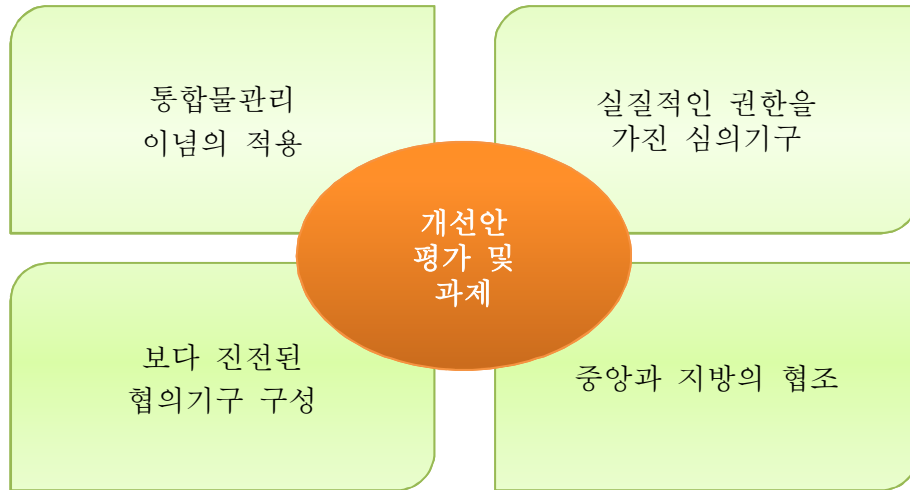 통합물관리
이념의 적용
실질적인 권한을
가진 심의기구
개선안
평가 및
과제
보다 진전된
협의기구 구성
중앙과 지방의 협조